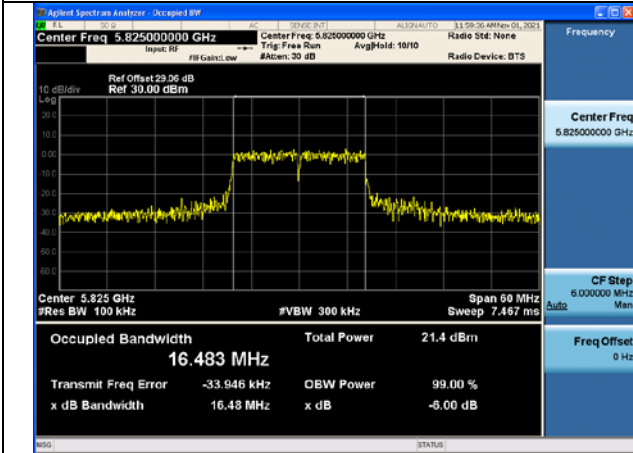 Agilent Spectrum Analyzer - Occupied BW
RL 50 Ω AC SENSE:INT ALIGNAUTO 11:59:36 AM Nov 01, 2021
Center Freq 5.825000000 GHz Center Freq: 5.825000000 GHz Radio Std: None Frequency
Input: RF Trig: Free Run Avg|Hold: 10/10
#IFGain:Low #Atten: 30 dB Radio Device: BTS
Ref Offset 29.06 dB
10 dB/div Ref 30.00 dBm
Log
20.0
10.0
0.00
-10.0
-20.0
-30.0
-40.0
-50.0
-60.0
Center Freq
5.825000000 GHz
Center 5.825 GHz Span 60 MHz
#Res BW 100 kHz #VBW 300 kHz Sweep 7.467 ms
CF Step
6.000000 MHz
Auto Man
Occupied Bandwidth Total Power 21.4 dBm
16.483 MHz
Freq Offset
0 Hz
Transmit Freq Error -33.946 kHz OBW Power 99.00 %
x dB Bandwidth 16.48 MHz x dB -6.00 dB
MSG STATUS